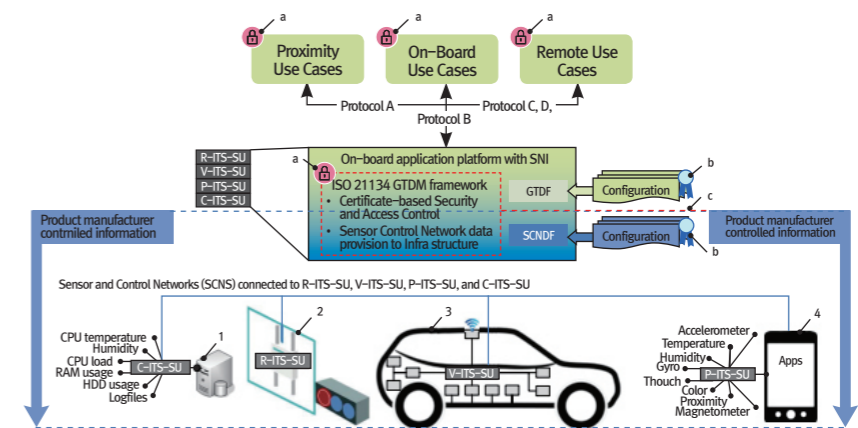 a
a
a
Proximity
Use Cases
On-Board
Use Cases
Remote Use
Cases
Protocol A
Protocol B
Protocol C, D,
R-ITS-SU
V-ITS-SU
P-ITS-SU
C-ITS-SU
a
On-board application platform with SNI
ISO 21134 GTDM framework
• Certificate-based Security
and Access Control
• Sensor Control Network data
provision to Infra structure
GTDF
SCNDF
Configuration
Configuration
b
c
b
Product manufacturer
contrniled information
Product manufacturer
controlled information
Sensor and Control Networks (SCNS) connected to R-ITS-SU, V-ITS-SU, P-ITS-SU, and C-ITS-SU
1
2
3
4
CPU temperature
Humidity
CPU load
RAM usage
HDD usage
Logfiles
C-ITS-SU
R-ITS-SU
V-ITS-SU
Accelerometer
Temperature
Humidity
Gyro
Thouch
Color
Proximity
Magnetometer
P-ITS-SU
Apps